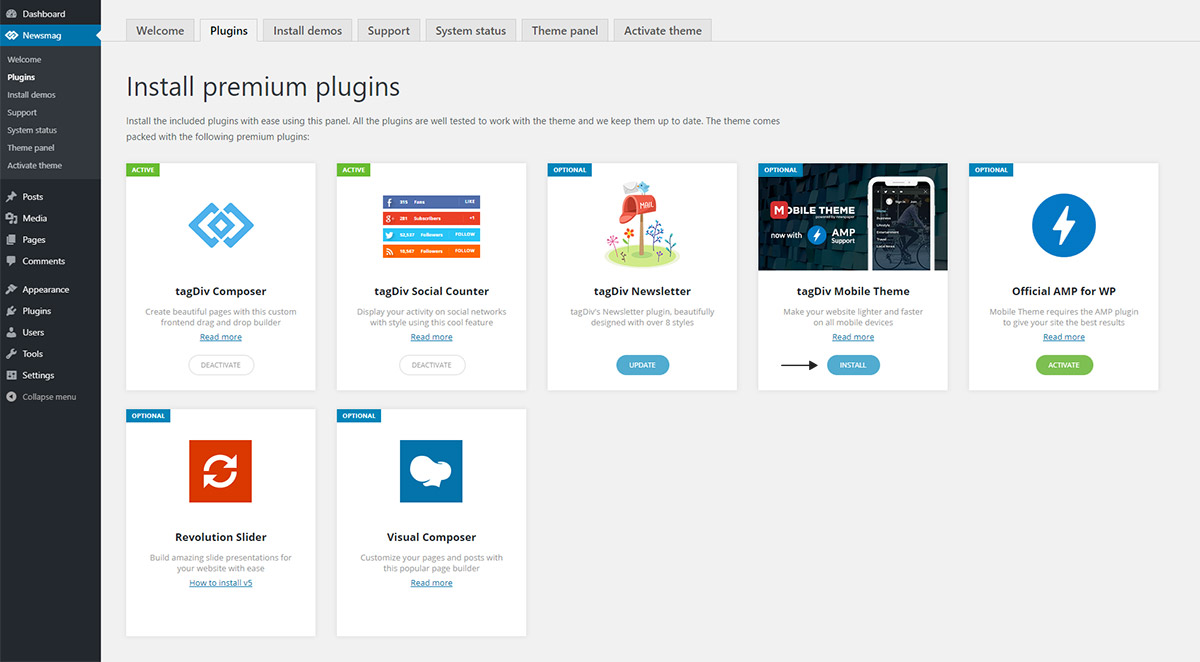 Dashboard
Newsmag
Welcome
Plugins
Install demos
Support
System status
Theme panel
Activate theme
Posts
Media
Pages
Comments
Appearance
Plugins
Users
Tools
Settings
Collapse menu
Welcome
Plugins
Install demos
Support
System status
Theme panel
Activate theme
Install premium plugins
Install the included plugins with ease using this panel. All the plugins are well tested to work with the theme and we keep them up to date. The theme comes
packed with the following premium plugins:
ACTIVE
315 Fans LIKE
281 Subscribers +1
52,537 Followers FOLLOW
18,587 Followers FOLLOW
tagDiv Composer
Create beautiful pages with this custom
frontend drag and drop builder
Read more
DEACTIVATE
ACTIVE
tagDiv Social Counter
Display your activity on social networks
with style using this cool feature
Read more
DEACTIVATE
OPTIONAL
MAIL
tagDiv Newsletter
tagDiv's Newsletter plugin, beautifully
designed with over 8 styles
Read more
UPDATE
OPTIONAL
MOBILE THEME
powered by newspaper
now with AMP
Support
tagDiv Mobile Theme
Make your website lighter and faster
on all mobile devices
Read more
INSTALL
OPTIONAL
Official AMP for WP
Mobile Theme requires the AMP plugin
to give your site the best results
Read more
ACTIVATE
OPTIONAL
Revolution Slider
Build amazing slide presentations for
your website with ease
How to install v5
OPTIONAL
Visual Composer
Customize your pages and posts with
this popular page builder
Read more